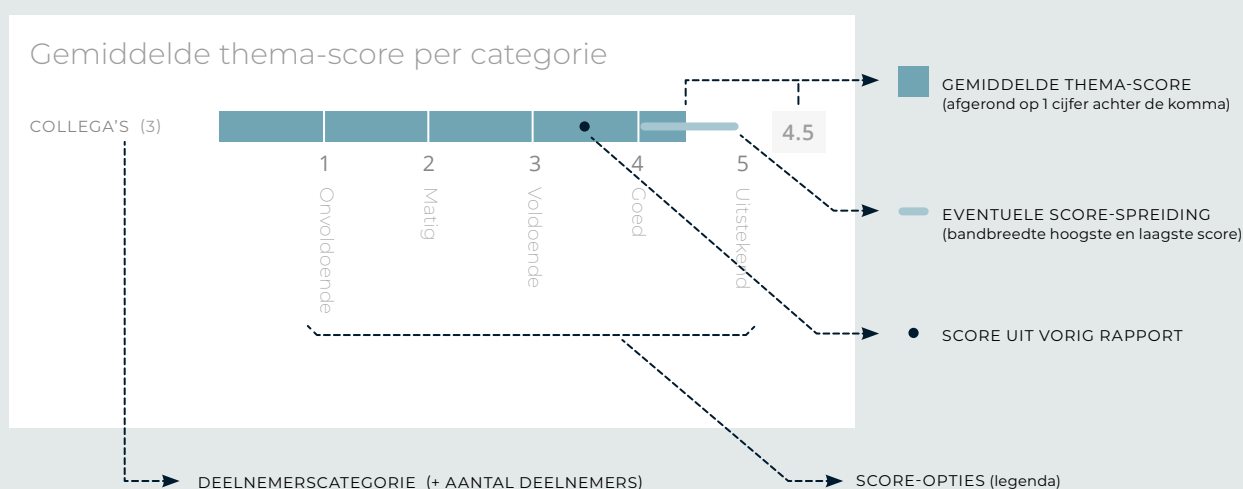 Gemiddelde thema-score per categorie
COLLEGA'S (3)
4.5
1
2
3
4
5
Onvoldoende
Matig
Voldoende
Goed
Uitstekend
GEMIDDELDE THEMA-SCORE
(afgerond op 1 cijfer achter de komma)
EVENTUELE SCORE-SPREIDING
(bandbreedte hoogste en laagste score)
SCORE UIT VORIG RAPPORT
DEELNEMERSCATEGORIE (+ AANTAL DEELNEMERS)
SCORE-OPTIES (legenda)